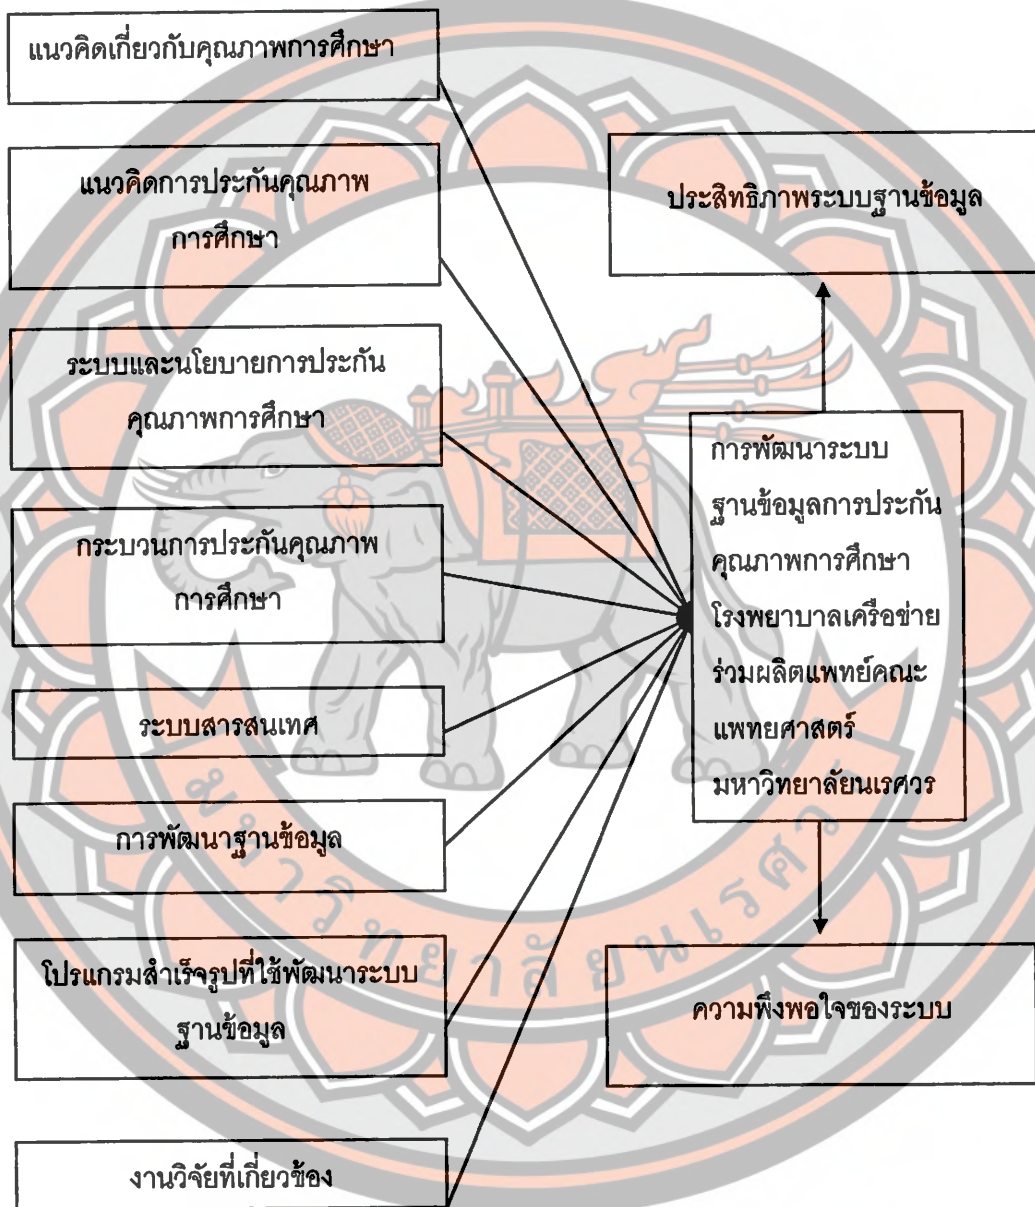 แนวคิดเกี่ยวกับคุณภาพการศึกษา
แนวคิดการประกันคุณภาพ
การศึกษา
ระบบและนโยบายการประกัน
คุณภาพการศึกษา
กระบวนการประกันคุณภาพ
การศึกษา
ระบบสารสนเทศ
การพัฒนาฐานข้อมูล
โปรแกรมสำเร็จรูปที่ใช้พัฒนาระบบ
ฐานข้อมูล
งานวิจัยที่เกี่ยวข้อง
ประสิทธิภาพระบบฐานข้อมูล
การพัฒนาระบบ
ฐานข้อมูลการประกัน
คุณภาพการศึกษา
โรงพยาบาลเครือข่าย
ร่วมผลิตแพทย์คณะ
แพทยศาสตร์
มหาวิทยาลัยนเรศวร
ความพึงพอใจของระบบ
มหาวิทยาลัยนเรศวร